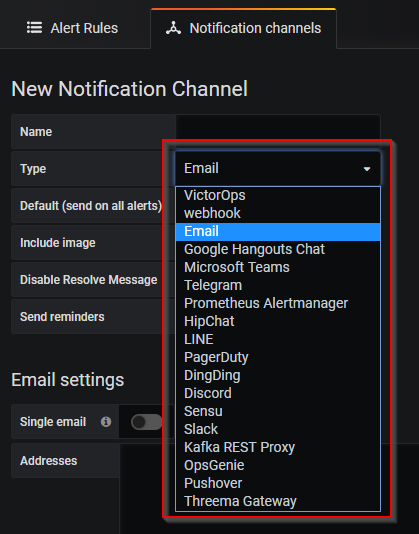 Alert Rules
Notification channels
New Notification Channel
Name
Type
Email
Default (send on all alerts)
Include image
Disable Resolve Message
Send reminders
VictorOps
webhook
Email
Google Hangouts Chat
Microsoft Teams
Telegram
Prometheus Alertmanager
HipChat
LINE
PagerDuty
DingDing
Discord
Sensu
Slack
Kafka REST Proxy
OpsGenie
Pushover
Threema Gateway
Email settings
Single email
Addresses